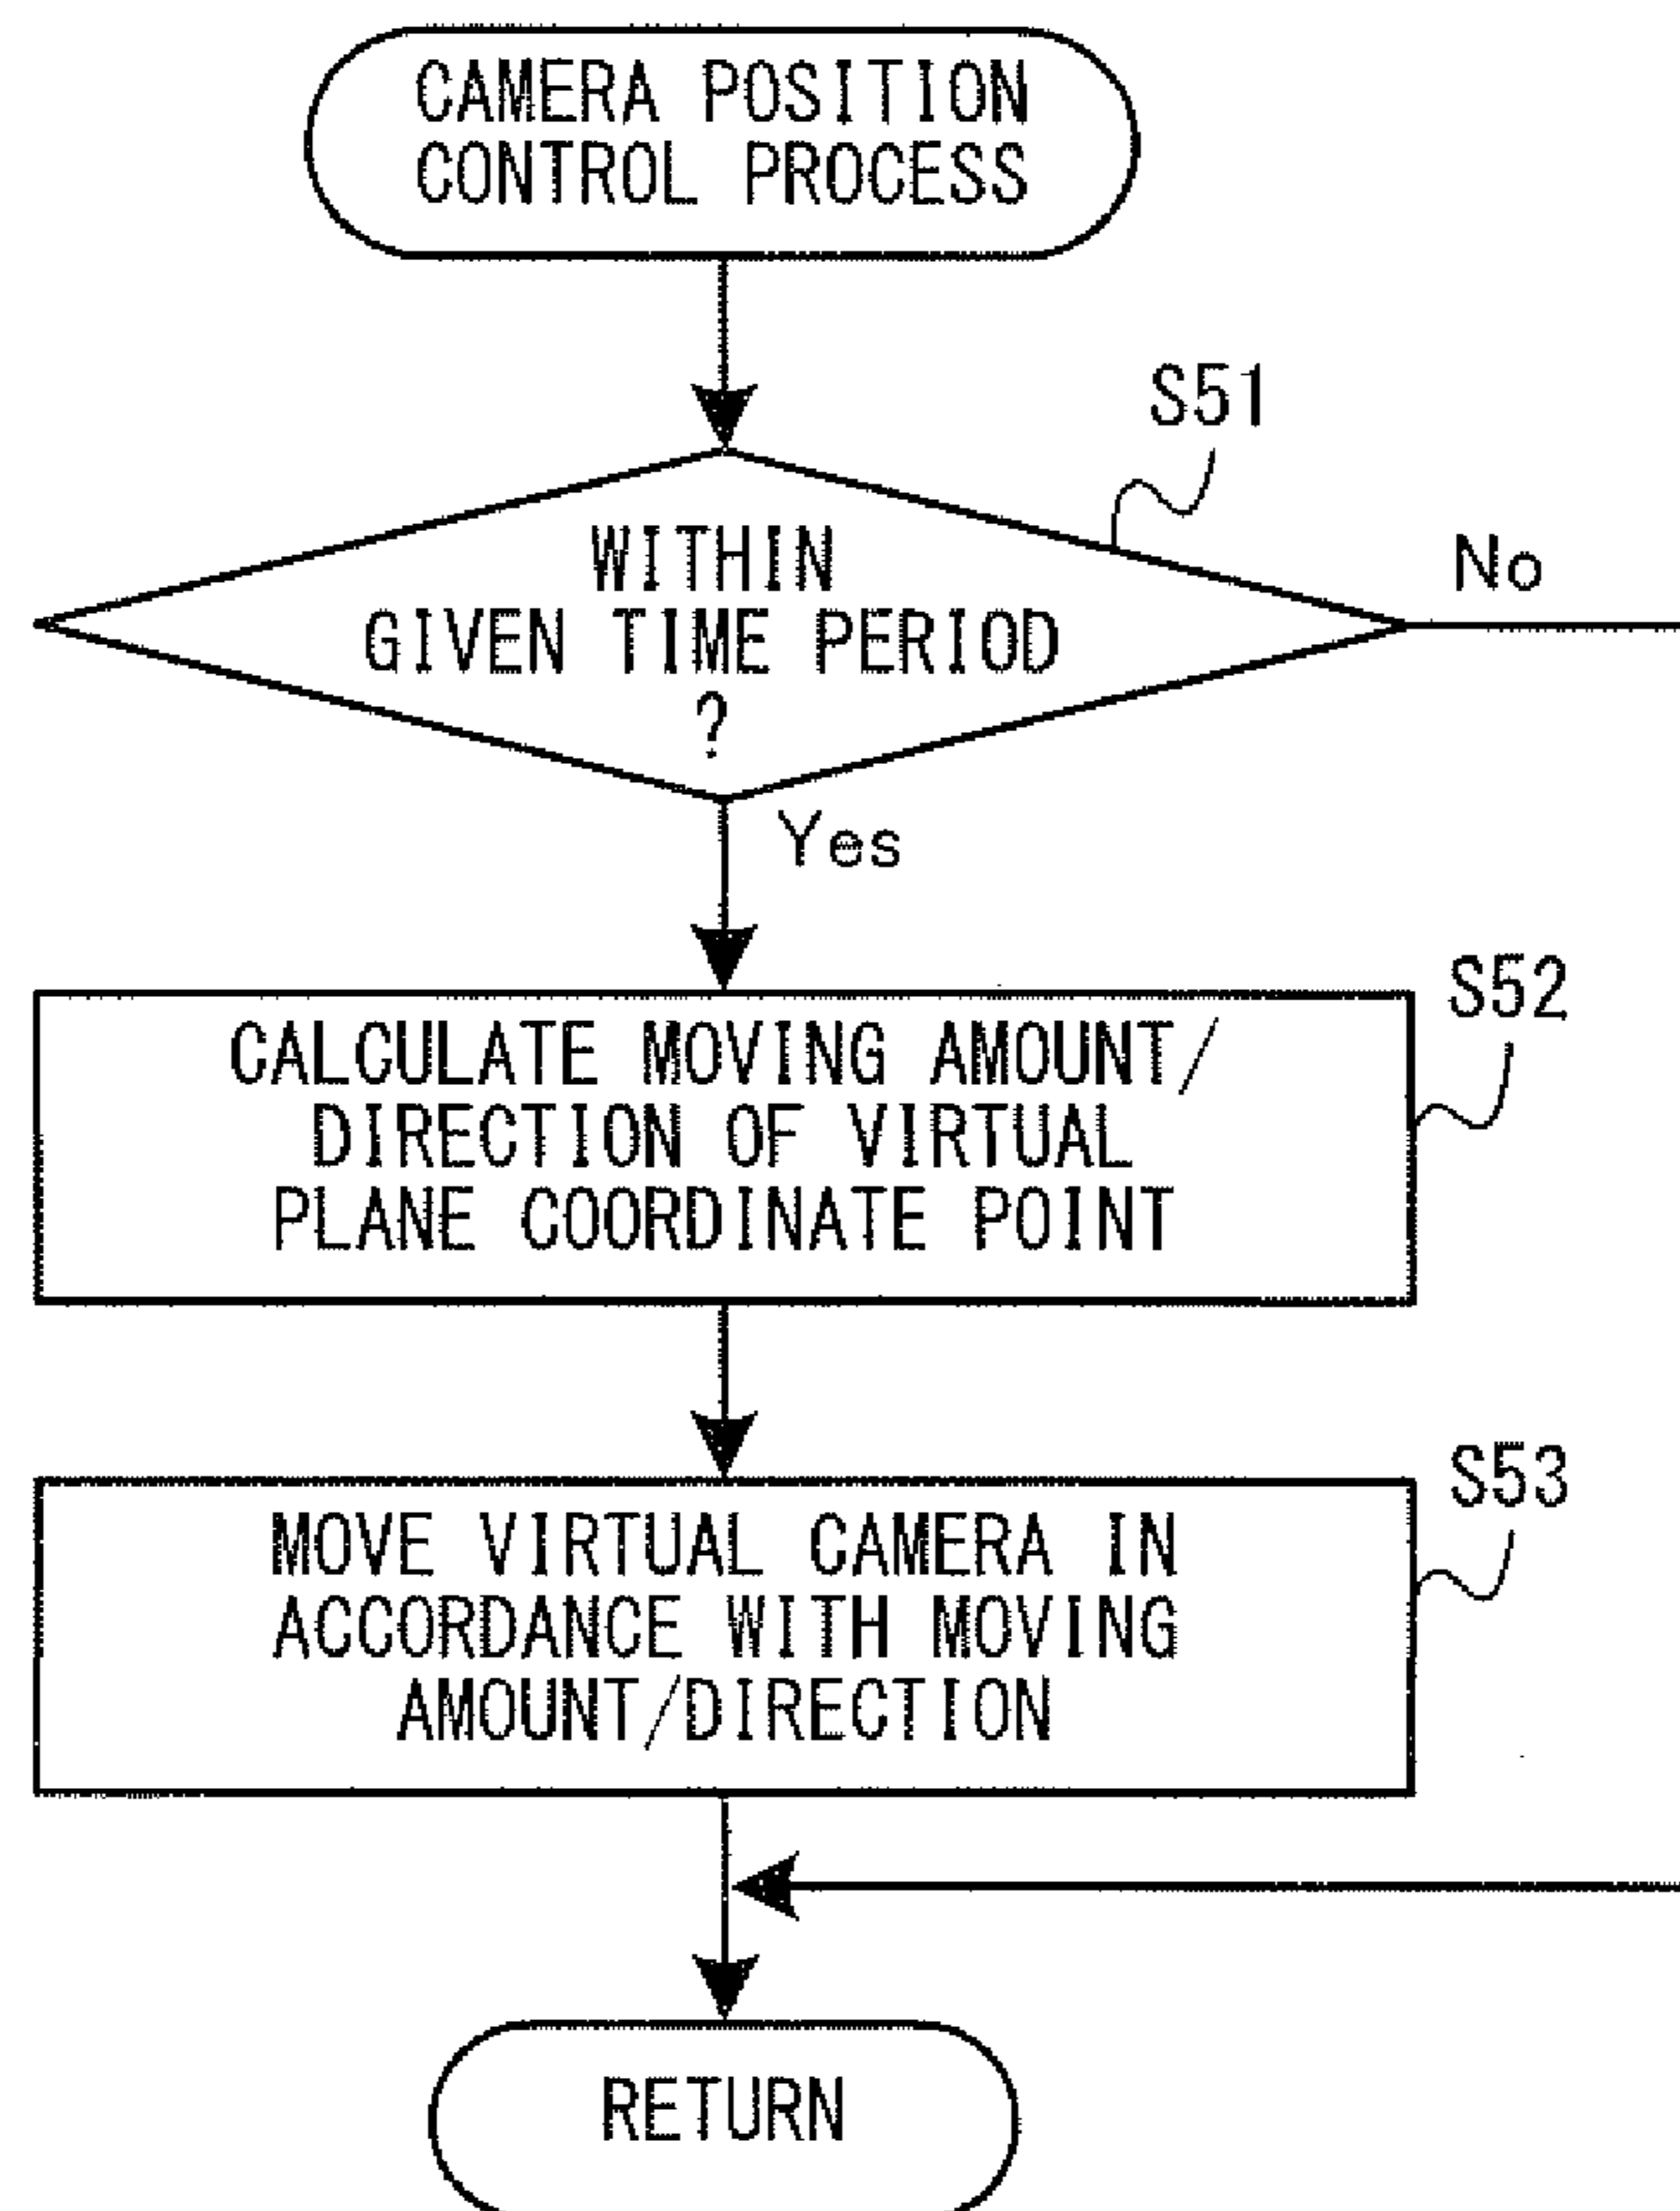 CAMERA POSITION
CONTROL PROCESS
S51
WITHIN
GIVEN TIME PERIOD
?
No
Yes
S52
CALCULATE MOVING AMOUNT/
DIRECTION OF VIRTUAL
PLANE COORDINATE POINT
S53
MOVE VIRTUAL CAMERA IN
ACCORDANCE WITH MOVING
AMOUNT/DIRECTION
RETURN